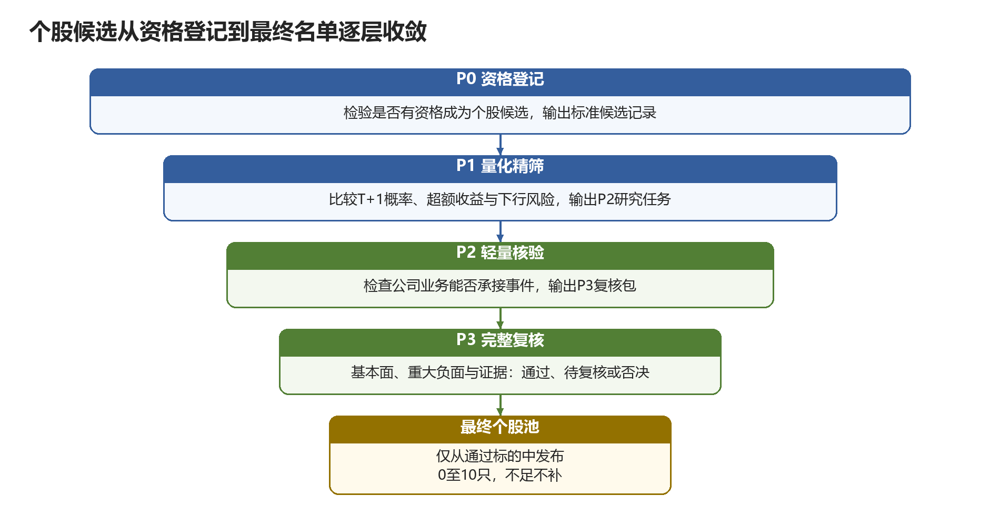 个股候选从资格登记到最终名单逐层收敛
P0 资格登记
检验是否有资格成为个股候选，输出标准候选记录
P1 量化精筛
比较T+1概率、超额收益与下行风险，输出P2研究任务
P2 轻量核验
检查公司业务能否承接事件，输出P3复核包
P3 完整复核
基本面、重大负面与证据：通过、待复核或否决
最终个股池
仅从通过标的中发布
0至10只，不足不补